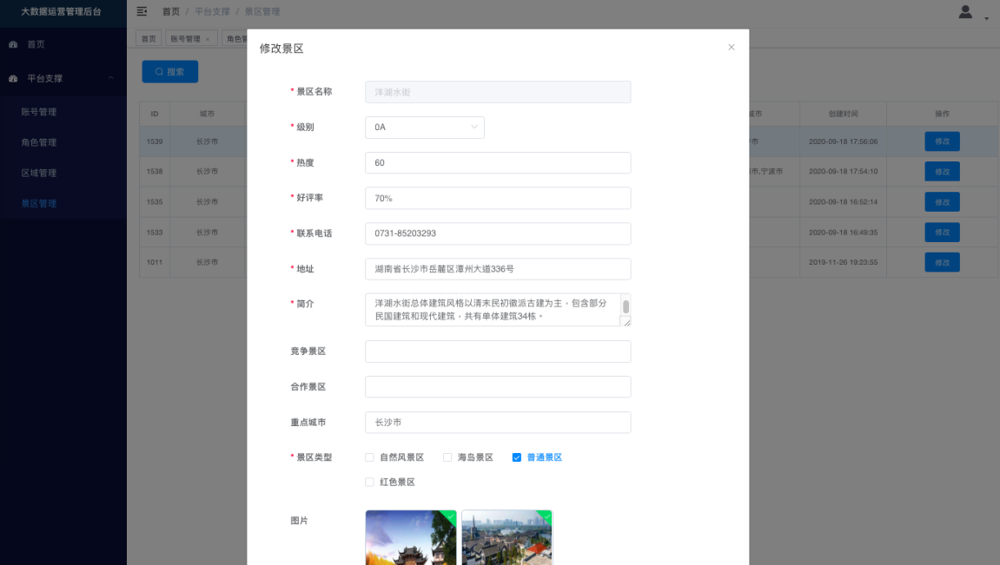 大数据运营管理后台
首页 / 平台支撑 / 景区管理
首页
平台支撑
账号管理
角色管理
区域管理
景区管理
首页 账号管理 × 角色
搜索
ID 城市 城市 创建时间 操作
1539 长沙市 市 2020-09-18 17:56:06 修改
1538 长沙市 市,宁波市 2020-09-18 17:54:10 修改
1535 长沙市 2020-09-18 16:52:14 修改
1533 长沙市 2020-09-18 16:49:35 修改
1011 长沙市 2019-11-26 19:23:55 修改
修改景区 ×
* 景区名称 洋湖水街
* 级别 0A
* 热度 60
* 好评率 70%
* 联系电话 0731-85203293
* 地址 湖南省长沙市岳麓区潭州大道336号
* 简介 洋湖水街总体建筑风格以清末民初徽派古建为主，包含部分
民国建筑和现代建筑，共有单体建筑34栋。
竞争景区
合作景区
重点城市 长沙市
* 景区类型 自然风景区 海岛景区 普通景区
红色景区
图片